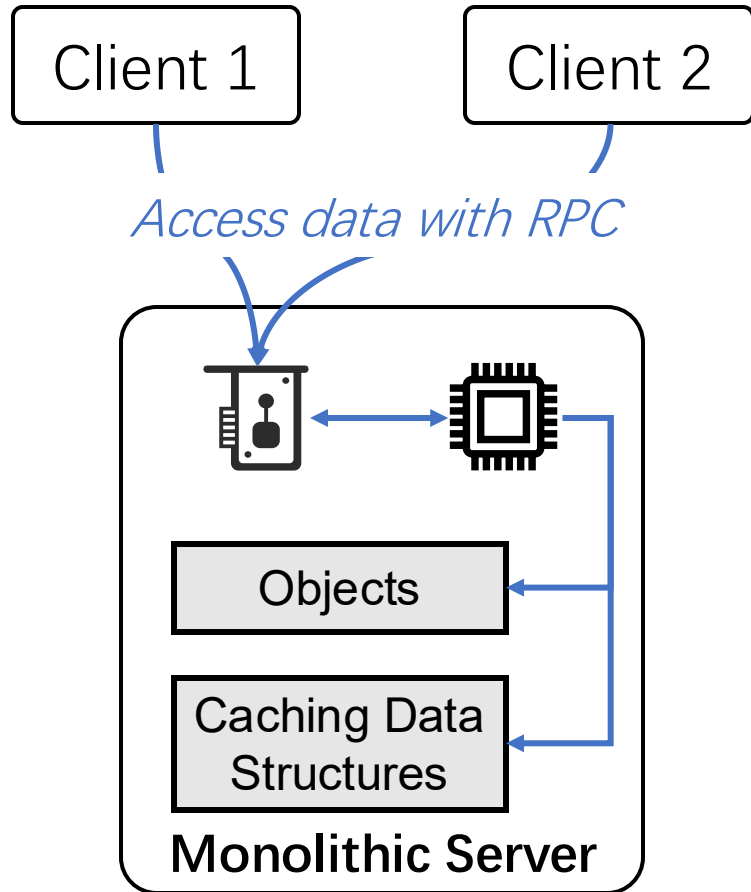 Client 1
Client 2
Access data with RPC
Objects
Caching Data
Structures
Monolithic Server